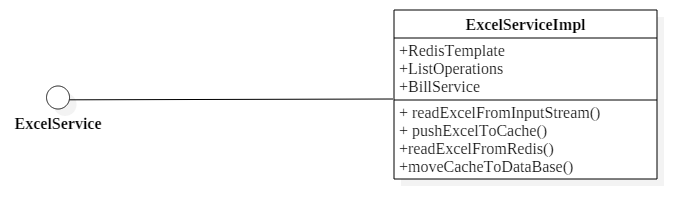 ExcelServiceImpl
+RedisTemplate
+ListOperations
+BillService
ExcelService
+ readExcelFromInputStream()
+ pushExcelToCache()
+readExcelFromRedis()
+moveCacheToDataBase()